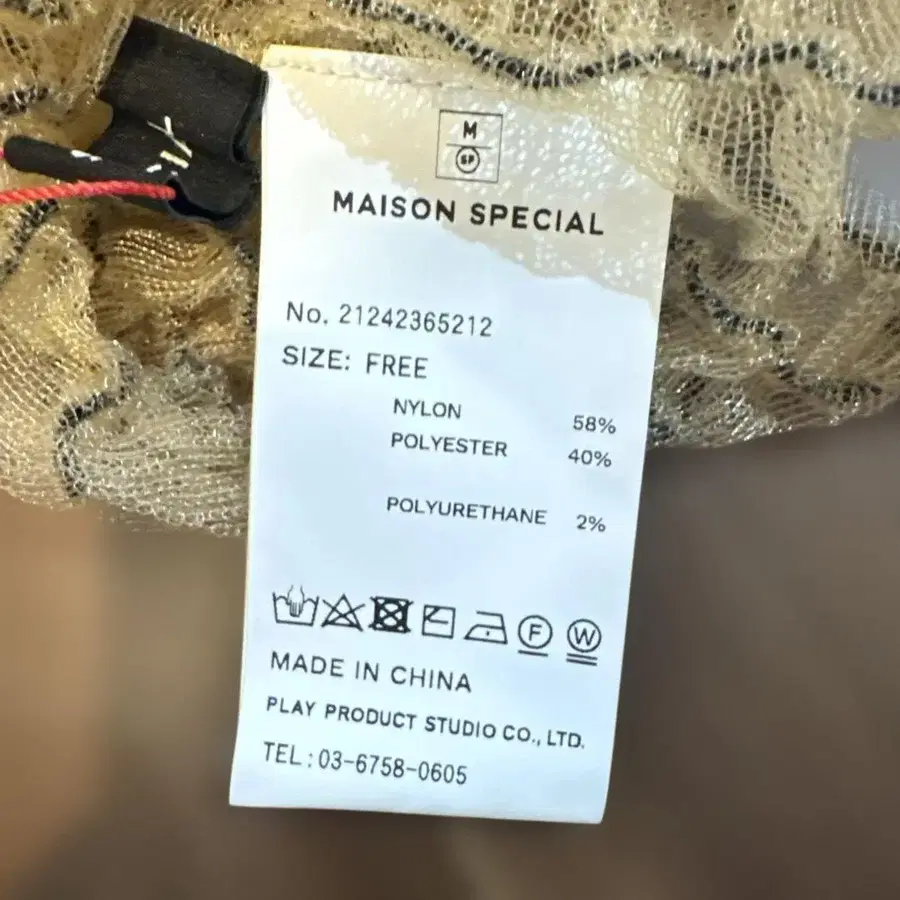 M
SP
MAISON SPECIAL
No. 21242365212
SIZE: FREE
NYLON 58%
POLYESTER 40%
POLYURETHANE 2%
F W
MADE IN CHINA
PLAY PRODUCT STUDIO CO., LTD.
TEL : 03-6758-0605